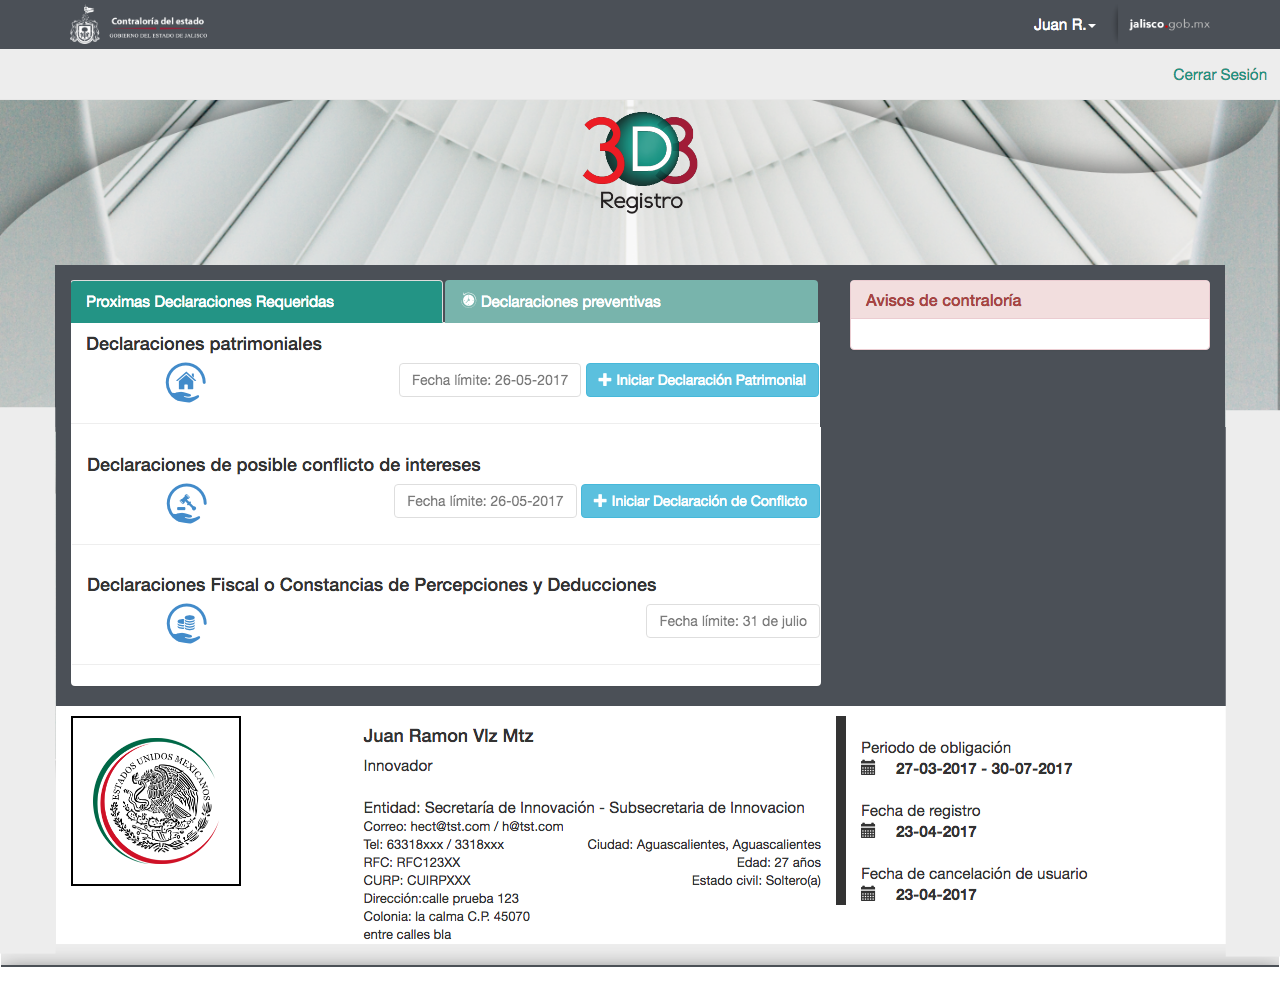 Contraloría del estado
GOBIERNO DEL ESTADO DE JALISCO
Juan R.
jalisco gob.mx
Cerrar Sesión
3D3
Registro
Proximas Declaraciones Requeridas
Declaraciones preventivas
Avisos de contraloría
Declaraciones patrimoniales
Fecha límite: 26-05-2017
Iniciar Declaración Patrimonial
Declaraciones de posible conflicto de intereses
Fecha límite: 26-05-2017
Iniciar Declaración de Conflicto
Declaraciones Fiscal o Constancias de Percepciones y Deducciones
Fecha límite: 31 de julio
ESTADOS UNIDOS MEXICANOS
Juan Ramon Vlz Mtz
Innovador
Entidad: Secretaría de Innovación - Subsecretaria de Innovacion
Correo: hect@tst.com / h@tst.com
Tel: 63318xxx / 3318xxx
Ciudad: Aguascalientes, Aguascalientes
RFC: RFC123XX
Edad: 27 años
CURP: CUIRPXXX
Estado civil: Soltero(a)
Dirección:calle prueba 123
Colonia: la calma C.P. 45070
entre calles bla
Periodo de obligación
27-03-2017 - 30-07-2017
Fecha de registro
23-04-2017
Fecha de cancelación de usuario
23-04-2017